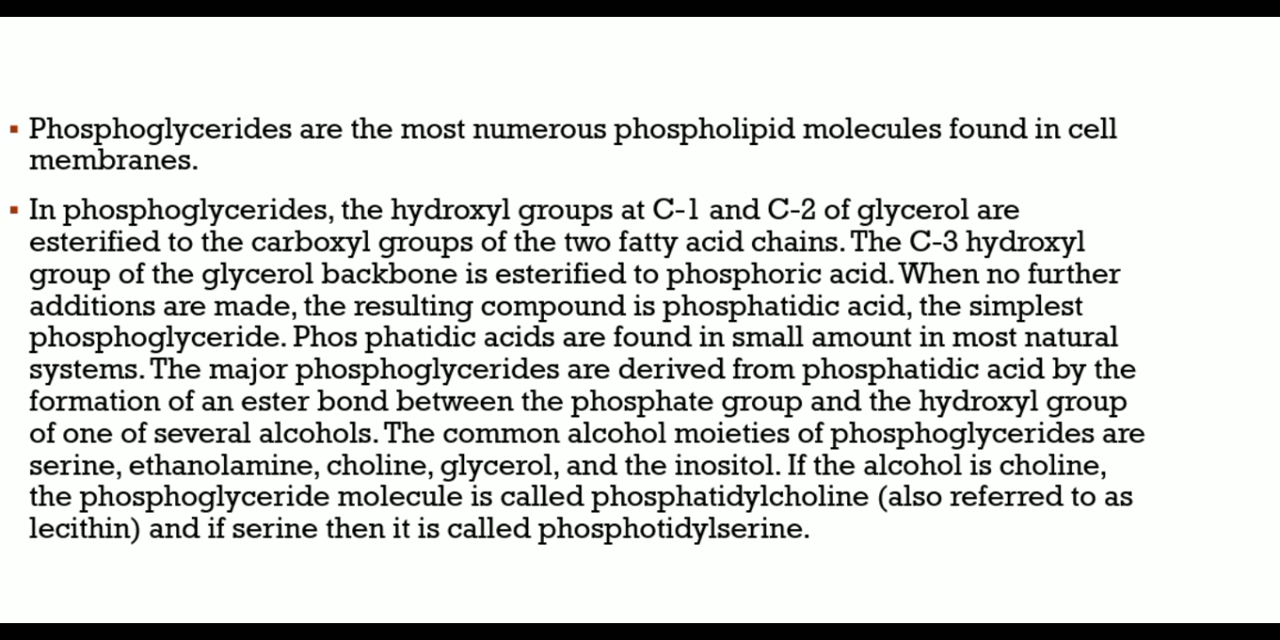 ▪ Phosphoglycerides are the most numerous phospholipid molecules found in cell
membranes.
▪ In phosphoglycerides, the hydroxyl groups at C-1 and C-2 of glycerol are
esterified to the carboxyl groups of the two fatty acid chains. The C-3 hydroxyl
group of the glycerol backbone is esterified to phosphoric acid. When no further
additions are made, the resulting compound is phosphatidic acid, the simplest
phosphoglyceride. Phos phatidic acids are found in small amount in most natural
systems. The major phosphoglycerides are derived from phosphatidic acid by the
formation of an ester bond between the phosphate group and the hydroxyl group
of one of several alcohols. The common alcohol moieties of phosphoglycerides are
serine, ethanolamine, choline, glycerol, and the inositol. If the alcohol is choline,
the phosphoglyceride molecule is called phosphatidylcholine (also referred to as
lecithin) and if serine then it is called phosphotidylserine.